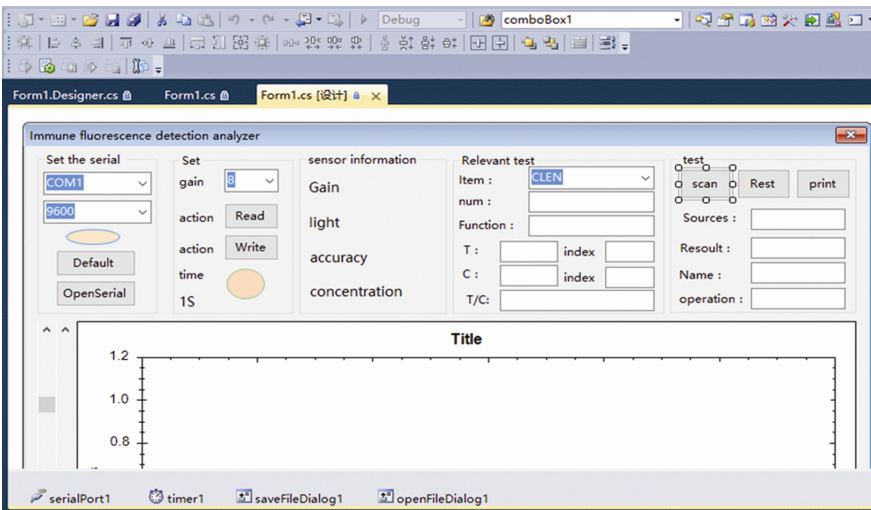 Debug comboBox1
Form1.Designer.cs Form1.cs Form1.cs [设计]
Immune fluorescence detection analyzer
Set the serial
COM1
9600
Default
OpenSerial
Set
gain 8
action Read
action Write
time
1S
sensor information
Gain
light
accuracy
concentration
Relevant test
Item : CLEN
num :
Function :
T : index
C : index
T/C:
test
scan Rest print
Sources :
Resoult :
Name :
operation :
Title
1.2
1.0
0.8
serialPort1 timer1 saveFileDialog1 openFileDialog1